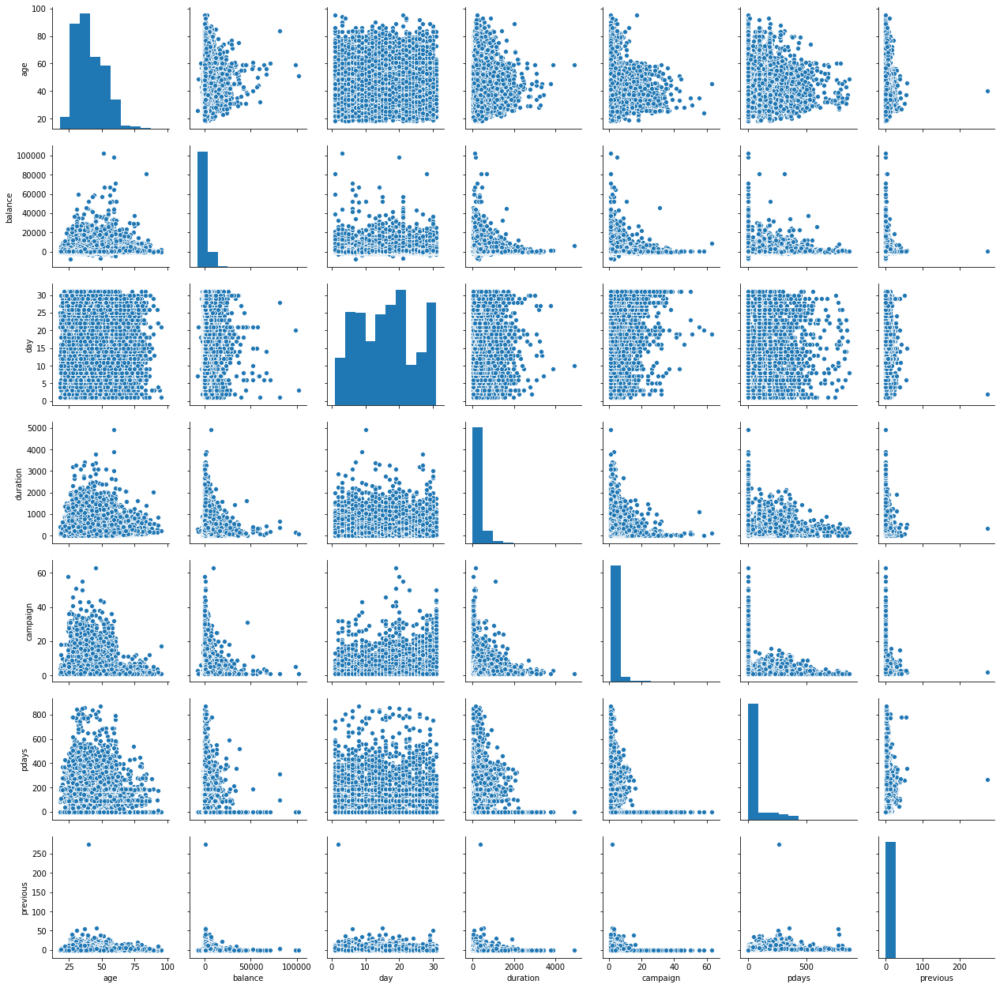 100
80
60
40
20
age
100000
80000
60000
40000
20000
0
balance
30
25
20
15
10
5
0
day
5000
4000
3000
2000
1000
0
duration
60
40
20
0
campaign
800
600
400
200
0
pdays
250
200
150
100
50
0
previous
25 50 75 100
0 50000 100000
0 10 20 30
0 2000 4000
0 20 40 60
0 500
0 100 200
age balance day duration campaign pdays previous